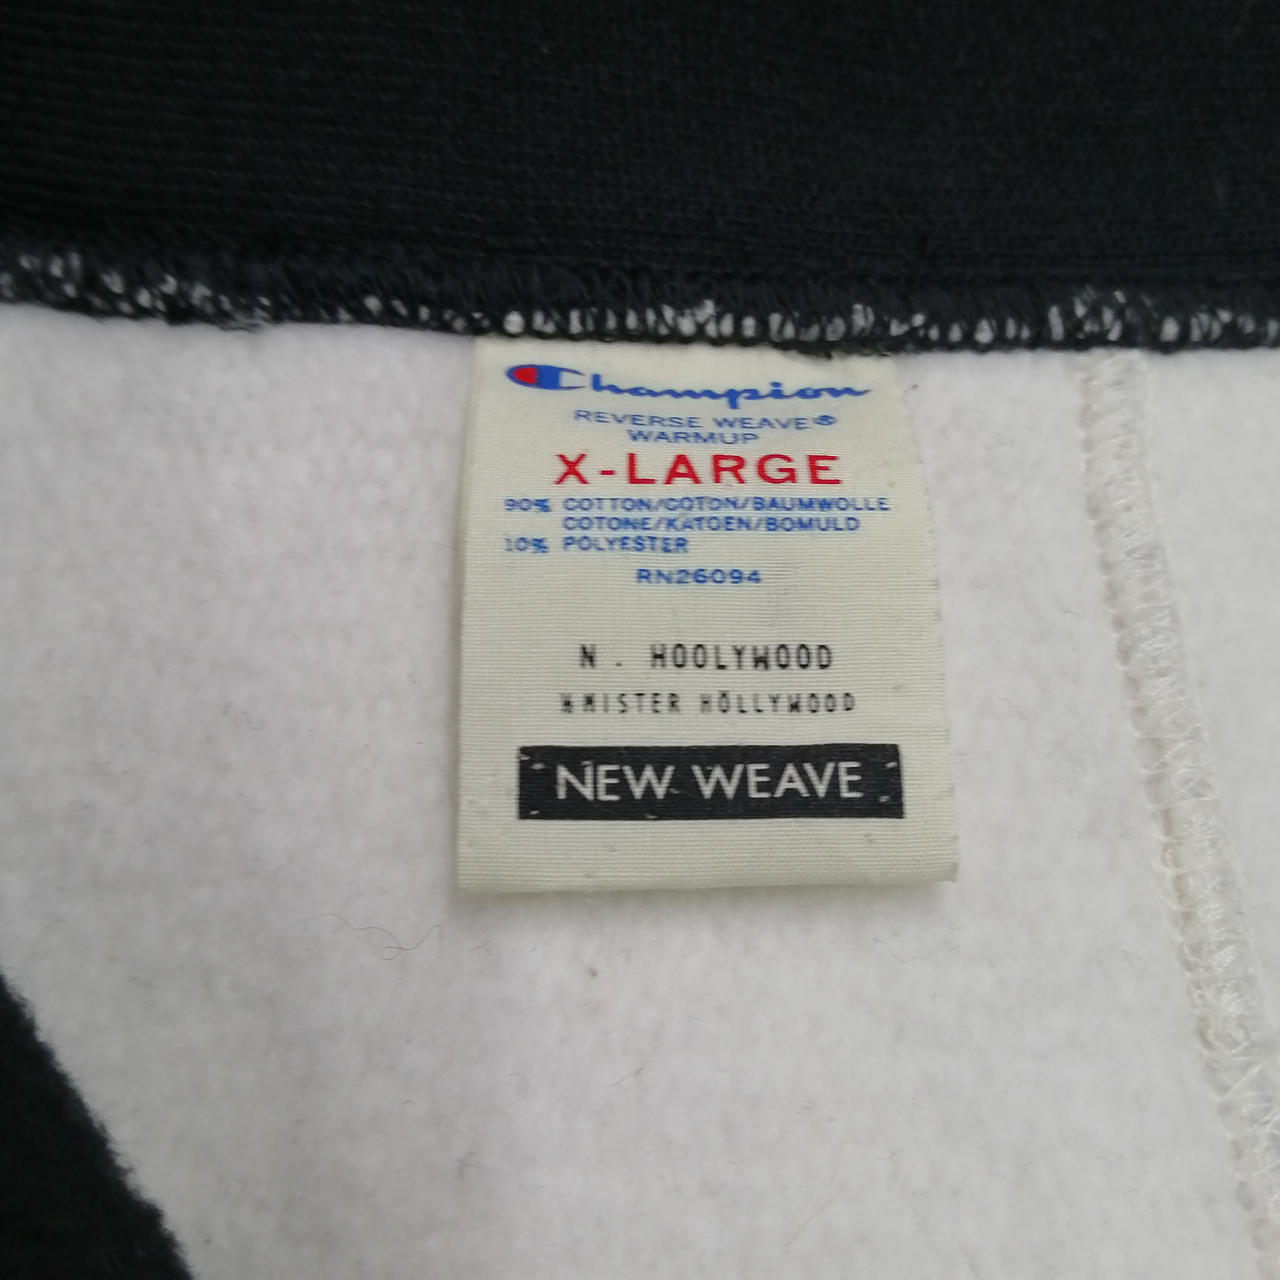 Champion
REVERSE WEAVE®
WARMUP
X-LARGE
90% COTTON/COTON/BAUMWOLLE
COTONE/KATOEN/BOMULD
10% POLYESTER
RN26094
N. HOOLYWOOD
MISTER HOLLYWOOD
NEW WEAVE